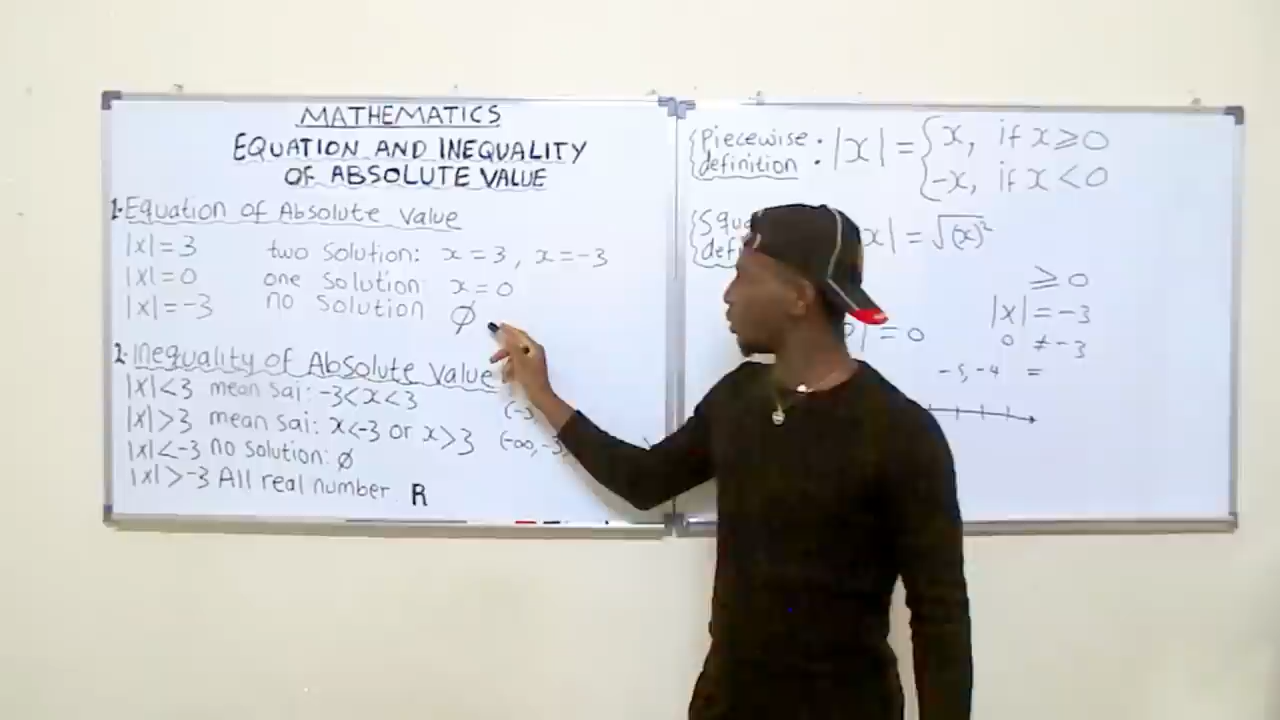 MATHEMATICS
EQUATION AND INEQUALITY
OF ABSOLUTE VALUE
1. Equation of Absolute Value
|x| = 3 two solution: x = 3, x = -3
|x| = 0 one solution: x = 0
|x| = -3 no solution ∅
2. Inequality of Absolute Value
|x| < 3 mean sai: -3 < x < 3 (-3,
|x| > 3 mean sai: x < -3 or x > 3 (-∞, -3
|x| < -3 no solution: ∅
|x| > -3 All real number R
Piecewise definition: |x| = { x, if x ≥ 0
-x, if x < 0
x| = √(x)²
≥ 0
|x| = -3
| = 0 0 ≠ -3
-5, -4 =